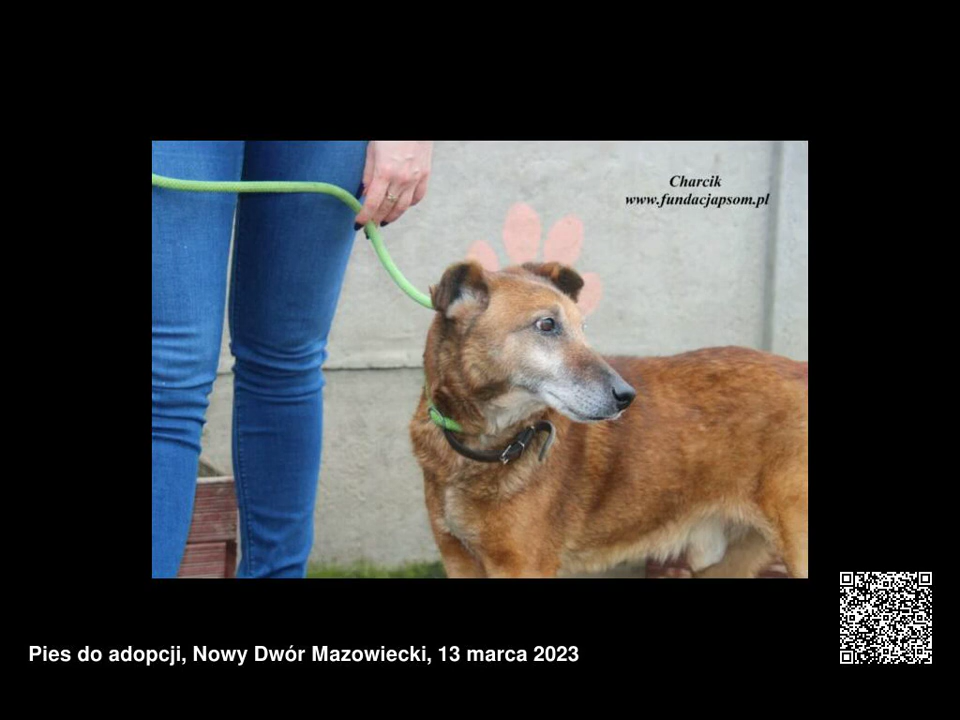 Charcik
www.fundacjapsom.pl
Pies do adopcji, Nowy Dwór Mazowiecki, 13 marca 2023